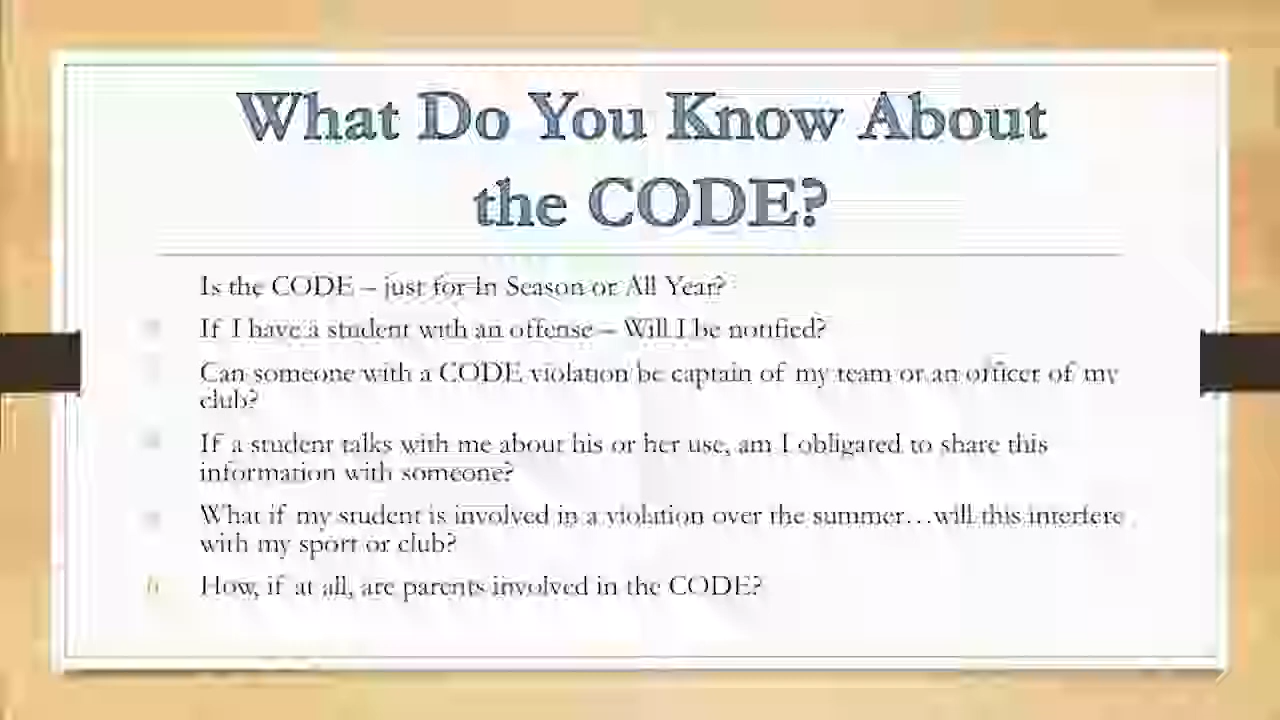 What Do You Know About
the CODE?
Is the CODE – just for In Season or All Year?
If I have a student with an offense – Will I be notified?
Can someone with a CODE violation be captain of my team or an officer of my
club?
If a student talks with me about his or her use, am I obligated to share this
information with someone?
What if my student is involved in a violation over the summer…will this interfere
with my sport or club?
How, if at all, are parents involved in the CODE?